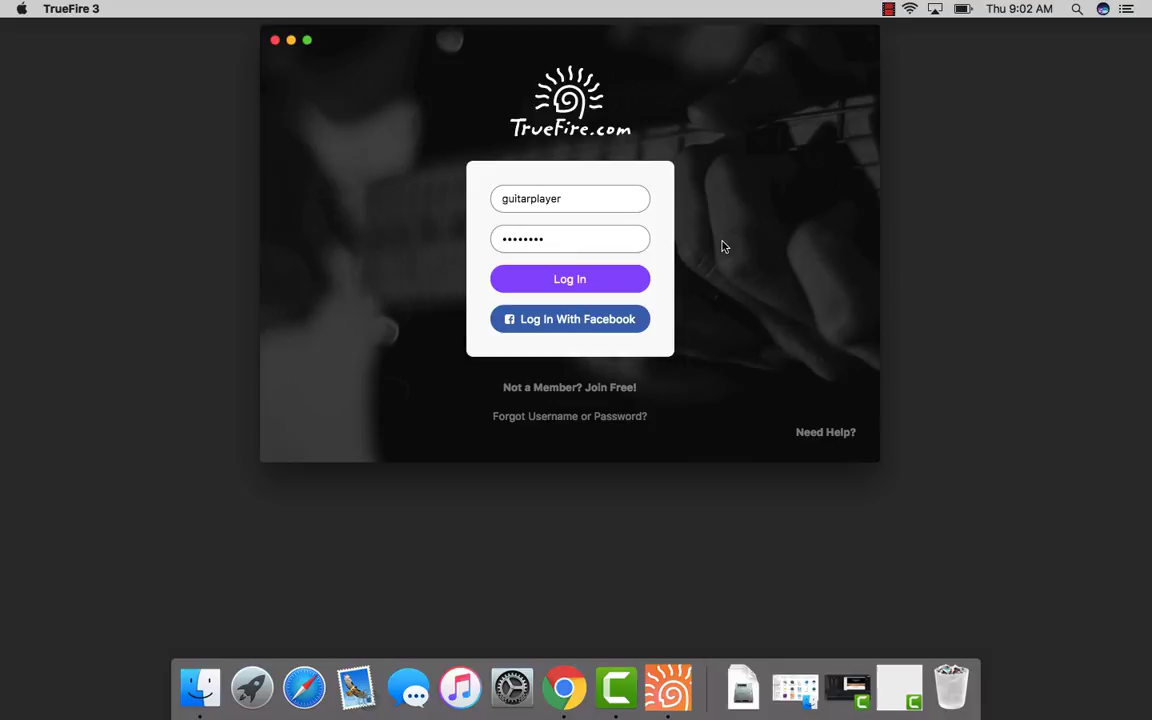 TrueFire 3
Thu 9:02 AM
TrueFire.com
guitarplayer
••••••••
Log In
Log In With Facebook
Not a Member? Join Free!
Forgot Username or Password?
Need Help?